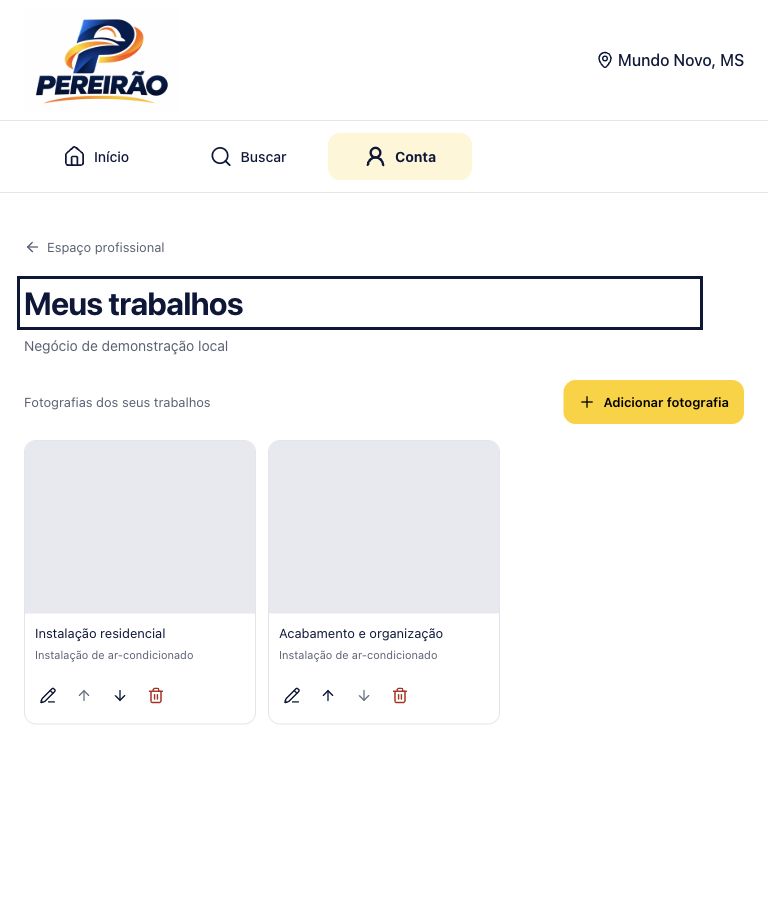 PEREIRÃO
Mundo Novo, MS
Início
Buscar
Conta
Espaço profissional
Meus trabalhos
Negócio de demonstração local
Fotografias dos seus trabalhos
Adicionar fotografia
Instalação residencial
Instalação de ar-condicionado
Acabamento e organização
Instalação de ar-condicionado